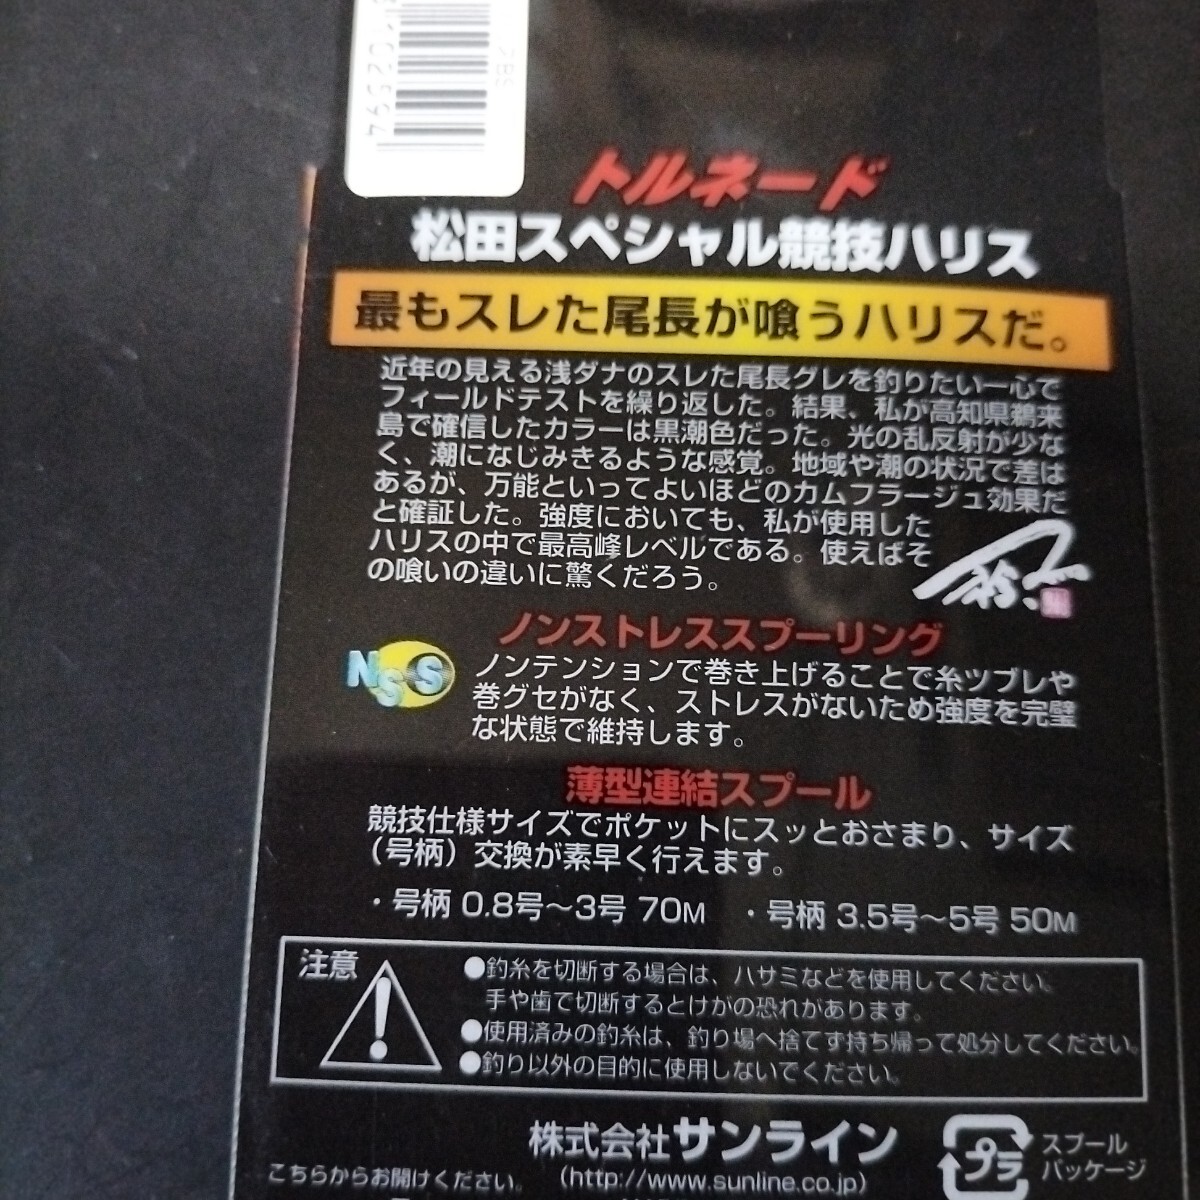 トルネード
松田スペシャル競技ハリス
最もスレた尾長が喰うハリスだ。
近年の見える浅ダナのスレた尾長グレを釣りたい一心で
フィールドテストを繰り返した。結果、私が高知県鵜来
島で確信したカラーは黒潮色だった。光の乱反射が少な
く、潮になじみきるような感覚。地域や潮の状況で差は
あるが、万能といってよいほどのカムフラージュ効果だ
と確証した。強度においても、私が使用した
ハリスの中で最高峰レベルである。使えばそ
の喰いの違いに驚くだろう。
ノンストレススプーリング
NSS
ノンテンションで巻き上げることで糸ツブレや
巻グセがなく、ストレスがないため強度を完璧
な状態で維持します。
薄型連結スプール
競技仕様サイズでポケットにスッとおさまり、サイズ
（号柄）交換が素早く行えます。
・号柄 0.8号～3号 70M ・号柄 3.5号～5号 50M
注意
●釣糸を切断する場合は、ハサミなどを使用してください。
手や歯で切断するとけがの恐れがあります。
●使用済みの釣糸は、釣り場へ捨てず持ち帰って処分してください。
●釣り以外の目的に使用しないでください。
株式会社サンライン
(http://www.sunline.co.jp)
こちらからお開けください。
プラ
スプール
パッケージ